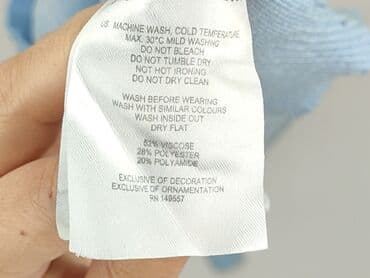 US. MACHINE WASH, COLD TEMPERATURE
MAX. 30°C MILD WASHING
DO NOT BLEACH
DO NOT TUMBLE DRY
NOT HOT IRONING
DO NOT DRY CLEAN
WASH BEFORE WEARING
WASH WITH SIMILAR COLOURS
WASH INSIDE OUT
DRY FLAT
52% VISCOSE
28% POLYESTER
20% POLYAMIDE
EXCLUSIVE OF DECORATION
EXCLUSIVE OF ORNAMENTATION
RN 149557